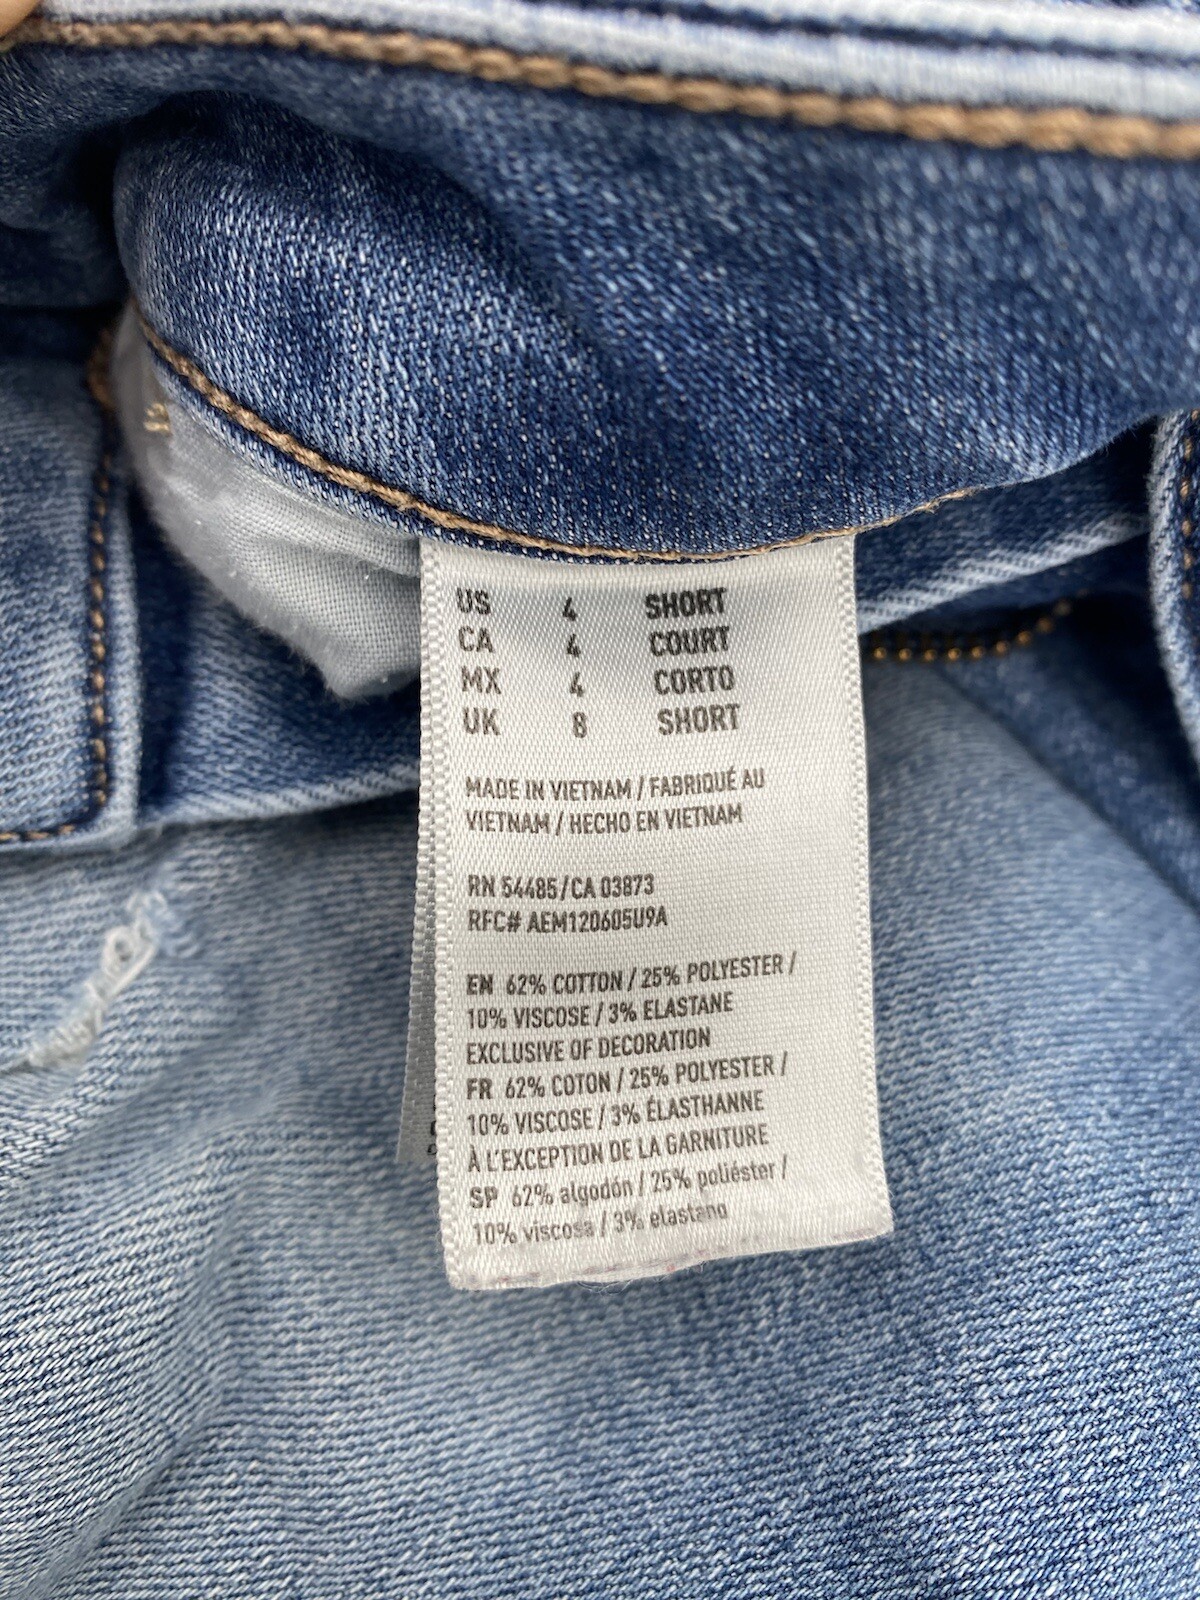 US 4 SHORT
CA 4 COURT
MX 4 CORTO
UK 8 SHORT
MADE IN VIETNAM / FABRIQUÉ AU
VIETNAM / HECHO EN VIETNAM
RN 54485/CA 03873
RFC# AEM120605U9A
EN 62% COTTON / 25% POLYESTER /
10% VISCOSE / 3% ELASTANE
EXCLUSIVE OF DECORATION
FR 62% COTON / 25% POLYESTER /
10% VISCOSE / 3% ÉLASTHANNE
À L'EXCEPTION DE LA GARNITURE
SP 62% algodón / 25% poliéster /
10% viscosa / 3% elastano